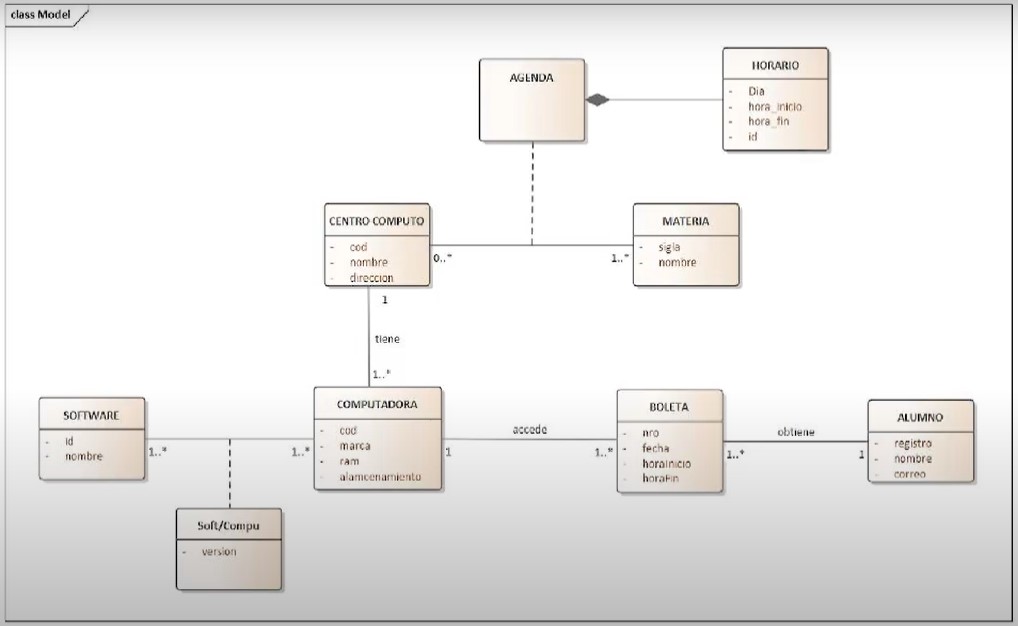 class Model
AGENDA
HORARIO
- Dia
- hora_inicio
- hora_fin
- id
CENTRO COMPUTO
- cod
- nombre
- direccion
0..*
1..*
MATERIA
- sigla
- nombre
1
tiene
1..*
SOFTWARE
- id
- nombre
1..*
1..*
COMPUTADORA
- cod
- marca
- ram
- alamcenamiento
accede
1
1..*
BOLETA
- nro
- fecha
- horaInicio
- horaFin
obtiene
1..*
1
ALUMNO
- registro
- nombre
- correo
Soft/Compu
- version